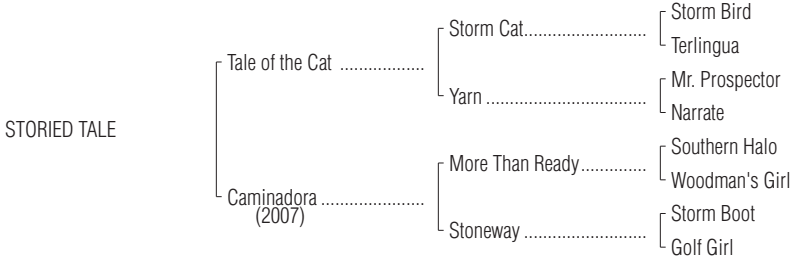 Storm Bird
Storm Cat..........................
Terlingua
Tale of the Cat ..................
Mr. Prospector
Yarn ..................................
Narrate
STORIED TALE
Southern Halo
More Than Ready..............
Woodman's Girl
Caminadora ......................
(2007)
Storm Boot
Stoneway ..........................
Golf Girl